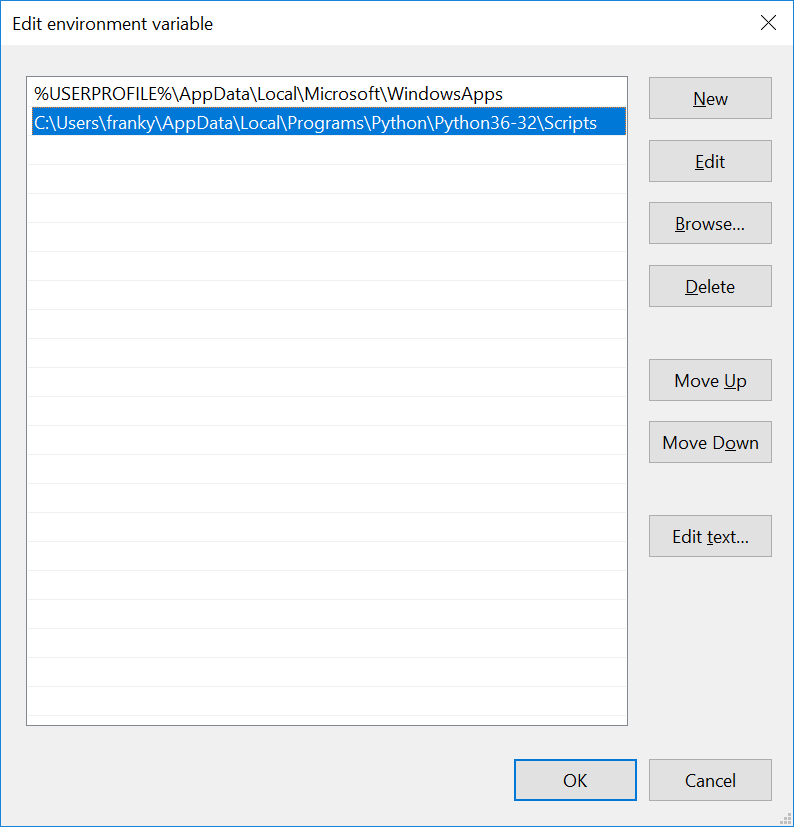 Edit environment variable
%USERPROFILE%\AppData\Local\Microsoft\WindowsApps
C:\Users\franky\AppData\Local\Programs\Python\Python36-32\Scripts
New
Edit
Browse...
Delete
Move Up
Move Down
Edit text...
OK
Cancel